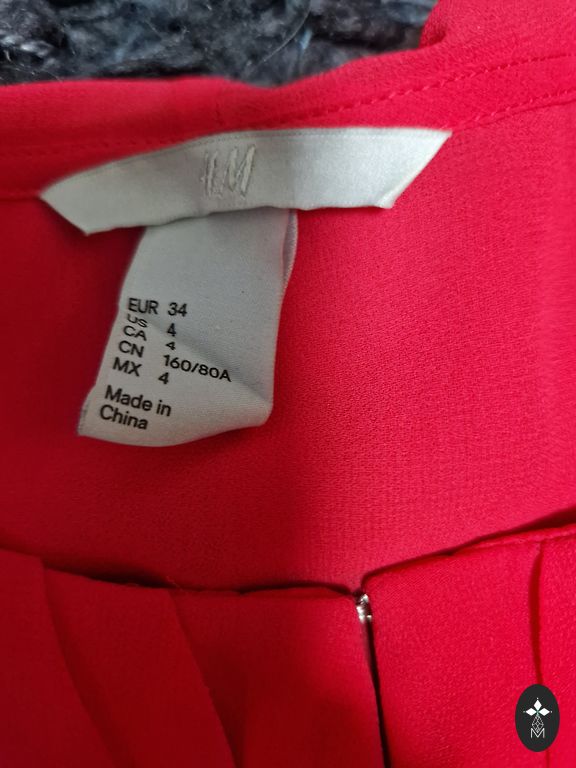 H&M
EUR 34
US 4
CA 4
CN 160/80A
MX 4
Made in
China
M